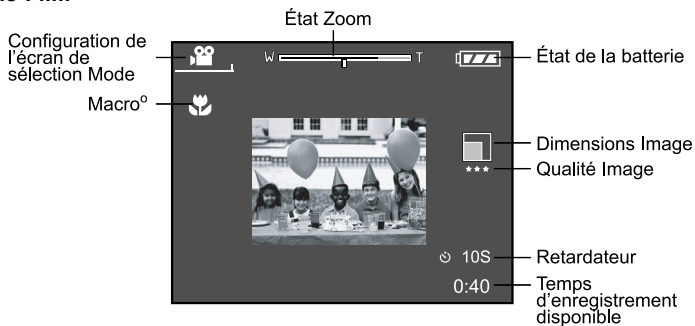 État Zoom
Configuration de
l'écran de
sélection Mode
W T
État de la batterie
Macro°
Dimensions Image
Qualité Image
10S
Retardateur
0:40
Temps
d'enregistrement
disponible